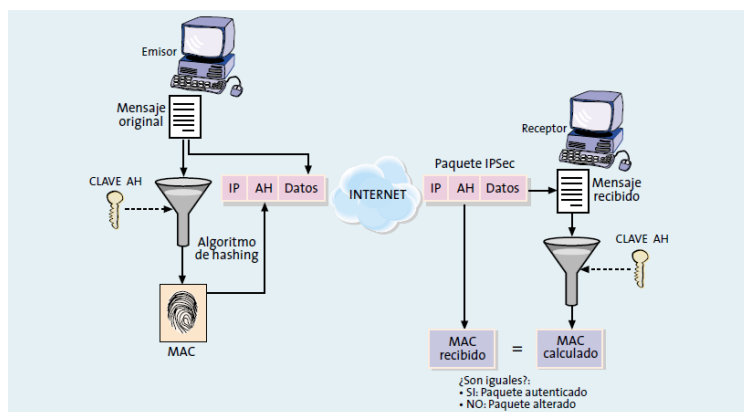 Emisor
Mensaje
original
CLAVE AH
IP AH Datos
Algoritmo
de hashing
MAC
INTERNET
Receptor
Paquete IPSec
IP AH Datos
Mensaje
recibido
CLAVE AH
MAC
recibido
=
MAC
calculado
¿Son iguales?:
• SI: Paquete autenticado
• NO: Paquete alterado